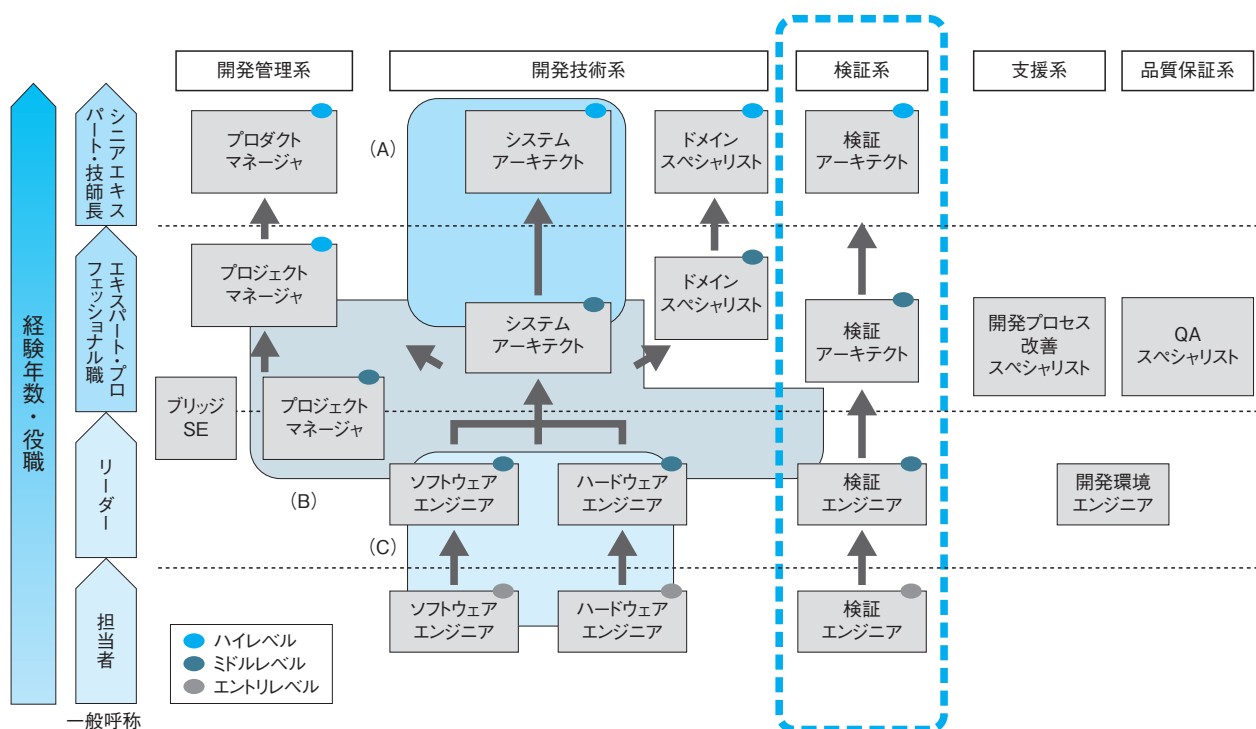 開発管理系
開発技術系
検証系
支援系
品質保証系
経験年数・役職
シニアエキス
パート・技師長
エキスパート・プロ
フェッショナル職
リーダー
担当者
一般呼称
(A)
プロダクト
マネージャ
システム
アーキテクト
ドメイン
スペシャリスト
検証
アーキテクト
プロジェクト
マネージャ
ドメイン
スペシャリスト
システム
アーキテクト
検証
アーキテクト
開発プロセス
改善
スペシャリスト
QA
スペシャリスト
ブリッジ
SE
プロジェクト
マネージャ
(B)
ソフトウェア
エンジニア
ハードウェア
エンジニア
検証
エンジニア
開発環境
エンジニア
(C)
ソフトウェア
エンジニア
ハードウェア
エンジニア
検証
エンジニア
ハイレベル
ミドルレベル
エントリレベル